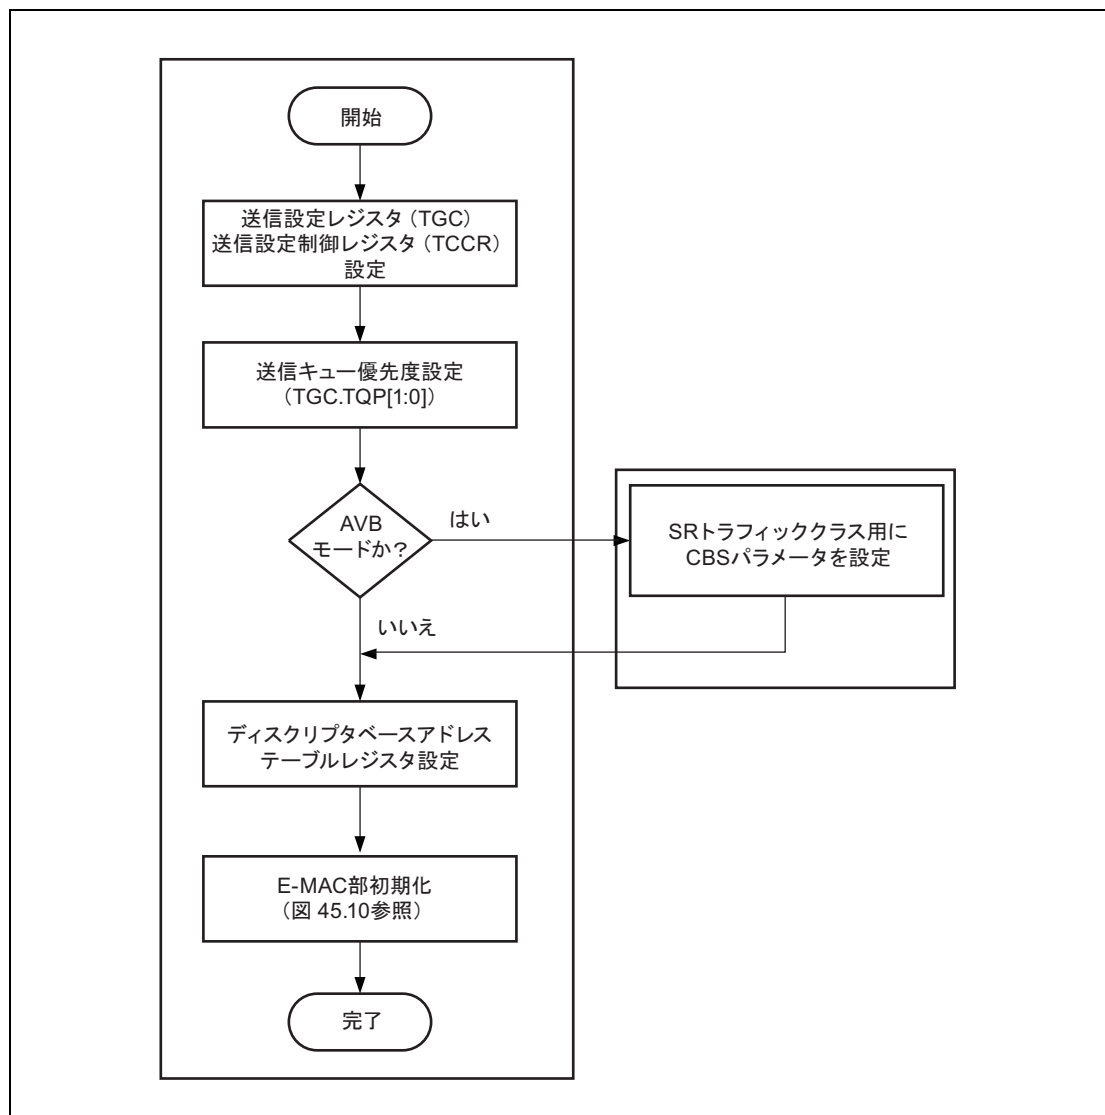 開始
送信設定レジスタ（TGC）
送信設定制御レジスタ（TCCR）
設定
送信キュー優先度設定
（TGC.TQP[1:0]）
AVB
モードか？
はい
SRトラフィッククラス用に
CBSパラメータを設定
いいえ
ディスクリプタベースアドレス
テーブルレジスタ設定
E-MAC部初期化
（図 45.10参照）
完了